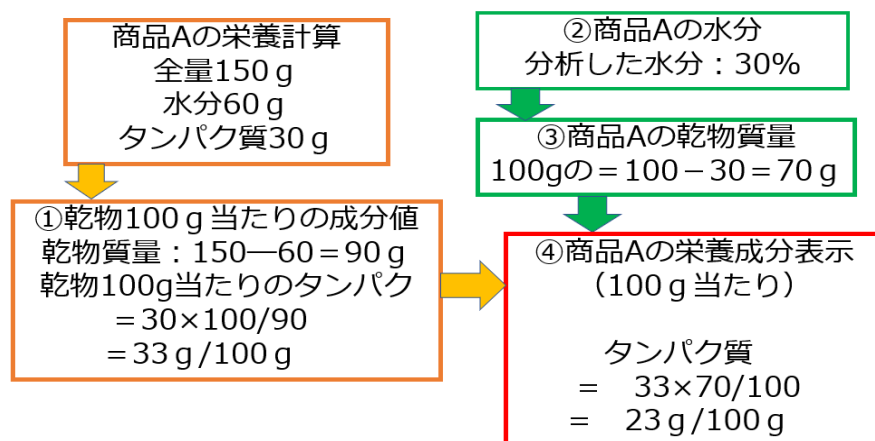 商品Aの栄養計算
全量150ｇ
水分60ｇ
タンパク質30ｇ
①乾物100ｇ当たりの成分値
乾物質量：150―60＝90ｇ
乾物100g当たりのタンパク
＝30×100/90
＝33ｇ/100ｇ
②商品Aの水分
分析した水分：30%
③商品Aの乾物質量
100gの＝100－30＝70ｇ
④商品Aの栄養成分表示
（100ｇ当たり）
タンパク質
＝　33×70/100
＝　23ｇ/100ｇ